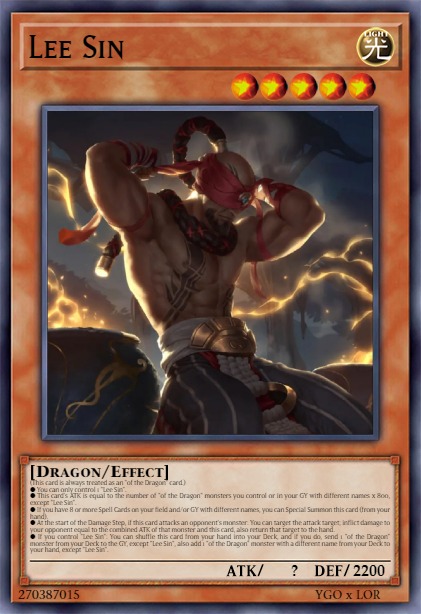 LEE SIN
LIGHT
光
[DRAGON/EFFECT]
(This card is always treated as an "of the Dragon" card.)
● You can only control 1 "Lee Sin".
● This card's ATK is equal to the number of "of the Dragon" monsters you control or in your GY with different names x 800,
except "Lee Sin".
● If you have 8 or more Spell Cards on your field and/or GY with different names, you can Special Summon this card (from your
hand).
● At the start of the Damage Step, if this card attacks an opponent's monster: You can target the attack target, inflict damage to
your opponent equal to the combined ATK of that monster and this card, also return that target to the hand.
● If you control "Lee Sin": You can shuffle this card from your hand into your Deck, and if you do, send 1 "of the Dragon"
monster from your Deck to the GY, except "Lee Sin", also add 1 "of the Dragon" monster with a different name from your Deck to
your hand, except "Lee Sin".
ATK/ ? DEF/2200
270387015 YGO x LOR